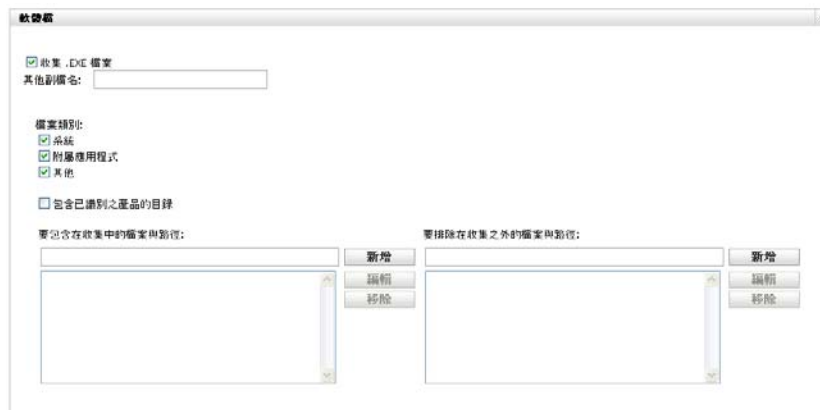 軟體檔
收集 .EXE 檔案
其他副檔名:
檔案類別:
系統
附屬應用程式
其他
包含已識別之產品的目錄
要包含在收集中的檔案與路徑:
要排除在收集之外的檔案與路徑:
新增
新增
編輯
編輯
移除
移除